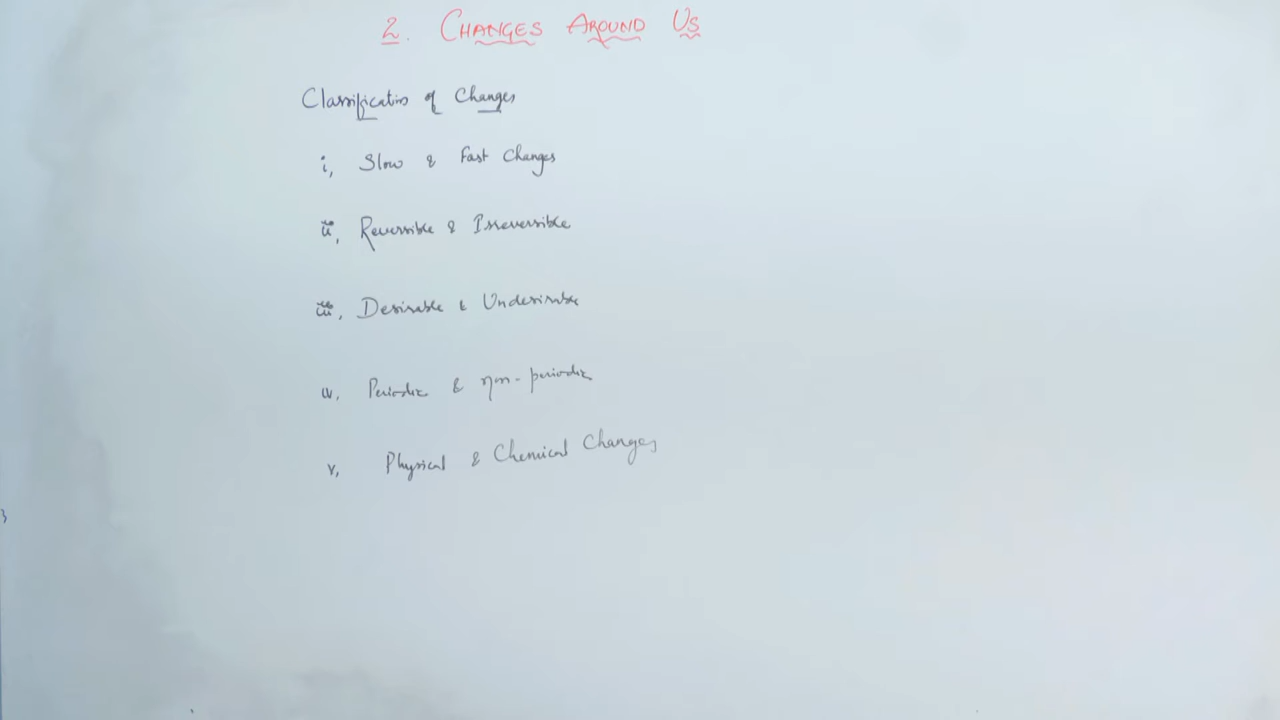 2. CHANGES AROUND US
Classification of Changes
i, Slow & Fast Changes
ii, Reversible & Irreversible
iii, Desirable & Undesirable
iv, Periodic & non-periodic
v, Physical & Chemical Changes